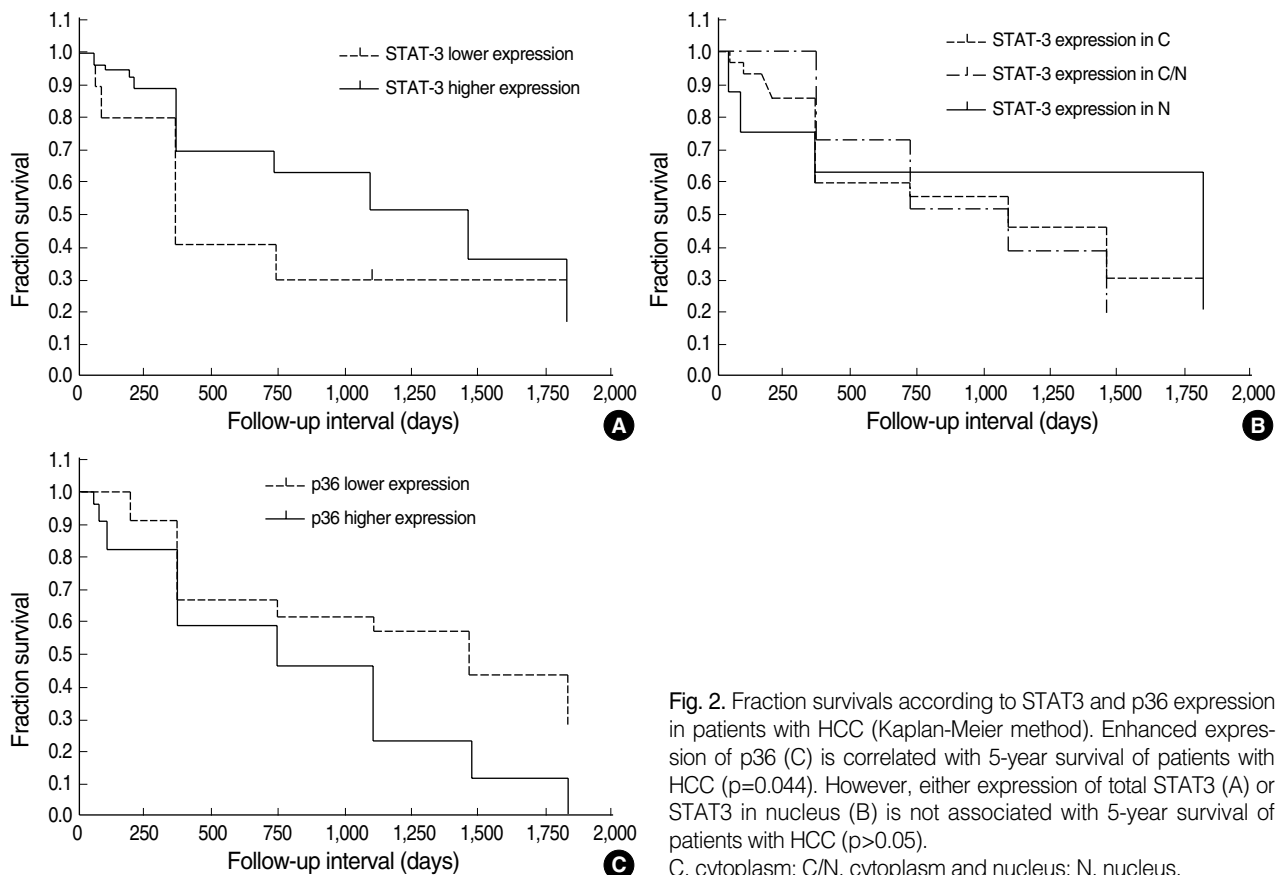 1.1
1.0
0.9
0.8
0.7
0.6
0.5
0.4
0.3
0.2
0.1
0.0
Fraction survival
STAT-3 lower expression
STAT-3 higher expression
0 250 500 750 1,000 1,250 1,500 1,750 2,000
Follow-up interval (days)
A
1.1
1.0
0.9
0.8
0.7
0.6
0.5
0.4
0.3
0.2
0.1
0.0
Fraction survival
STAT-3 expression in C
STAT-3 expression in C/N
STAT-3 expression in N
0 250 500 750 1,000 1,250 1,500 1,750 2,000
Follow-up interval (days)
B
1.1
1.0
0.9
0.8
0.7
0.6
0.5
0.4
0.3
0.2
0.1
0.0
Fraction survival
p36 lower expression
p36 higher expression
0 250 500 750 1,000 1,250 1,500 1,750 2,000
Follow-up interval (days)
C
Fig. 2. Fraction survivals according to STAT3 and p36 expression
in patients with HCC (Kaplan-Meier method). Enhanced expres-
sion of p36 (C) is correlated with 5-year survival of patients with
HCC (p=0.044). However, either expression of total STAT3 (A) or
STAT3 in nucleus (B) is not associated with 5-year survival of
patients with HCC (p>0.05).
C, cytoplasm; C/N, cytoplasm and nucleus; N, nucleus.